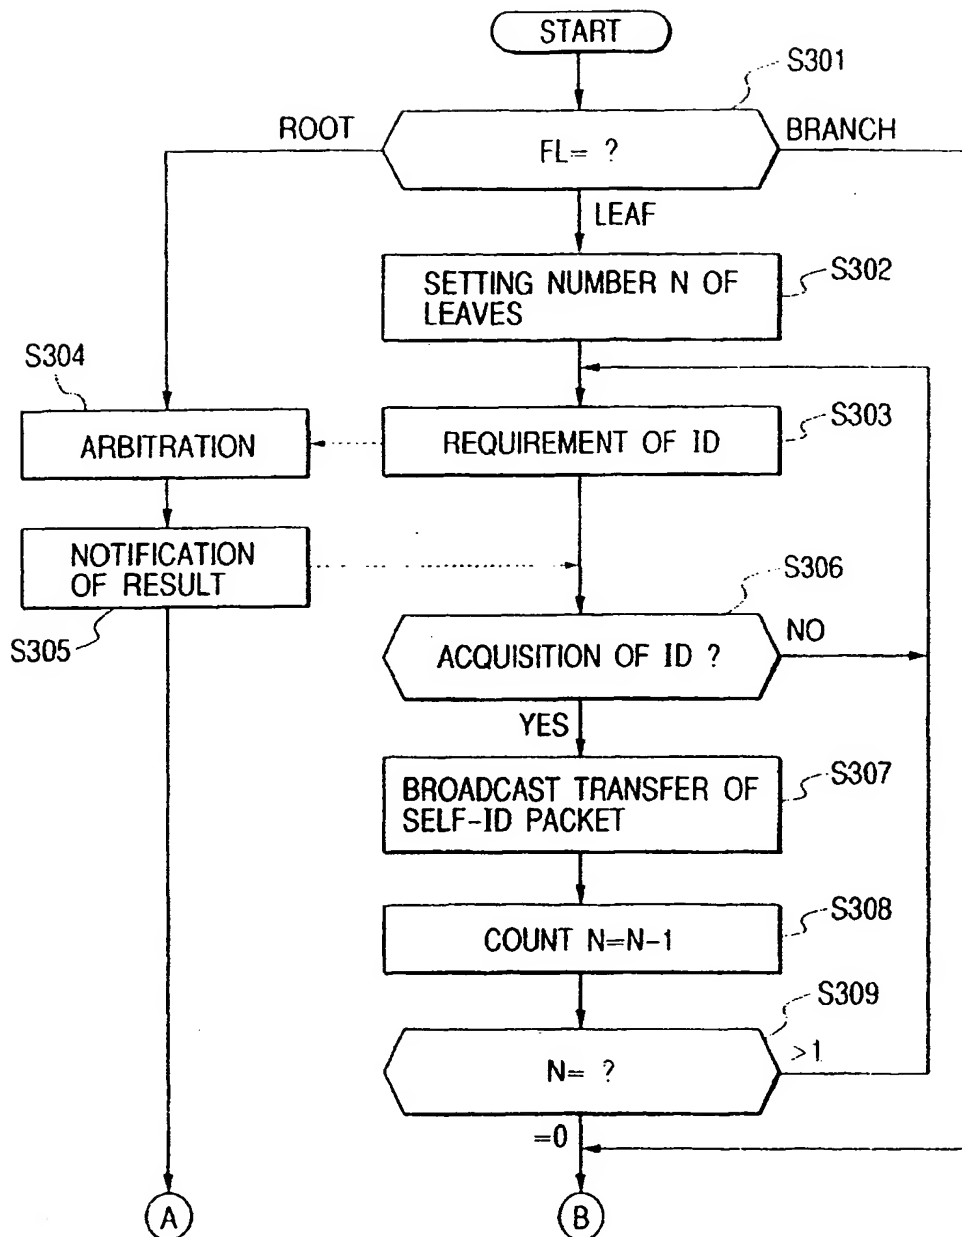 START
S301
ROOT
FL= ?
BRANCH
LEAF
SETTING NUMBER N OF
LEAVES
S302
S304
ARBITRATION
REQUIREMENT OF ID
S303
NOTIFICATION
OF RESULT
S305
S306
ACQUISITION OF ID ?
NO
YES
BROADCAST TRANSFER OF
SELF-ID PACKET
S307
COUNT N=N-1
S308
S309
N= ?
>1
=0
A
B